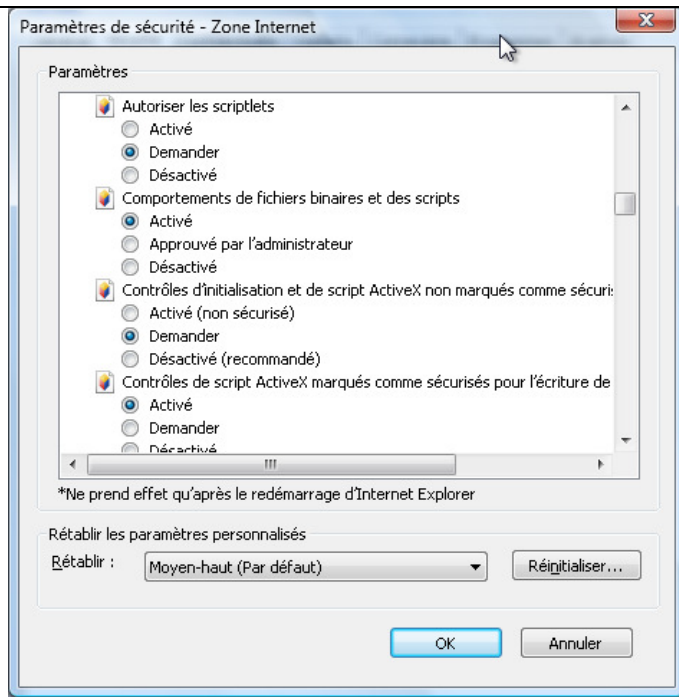 Paramètres de sécurité - Zone Internet
Paramètres
Autoriser les scriptlets
Activé
Demander
Désactivé
Comportements de fichiers binaires et des scripts
Activé
Approuvé par l'administrateur
Désactivé
Contrôles d'initialisation et de script ActiveX non marqués comme sécuris
Activé (non sécurisé)
Demander
Désactivé (recommandé)
Contrôles de script ActiveX marqués comme sécurisés pour l'écriture de
Activé
Demander
Désactivé
*Ne prend effet qu'après le redémarrage d'Internet Explorer
Rétablir les paramètres personnalisés
Rétablir : Moyen-haut (Par défaut) Réinitialiser...
OK Annuler